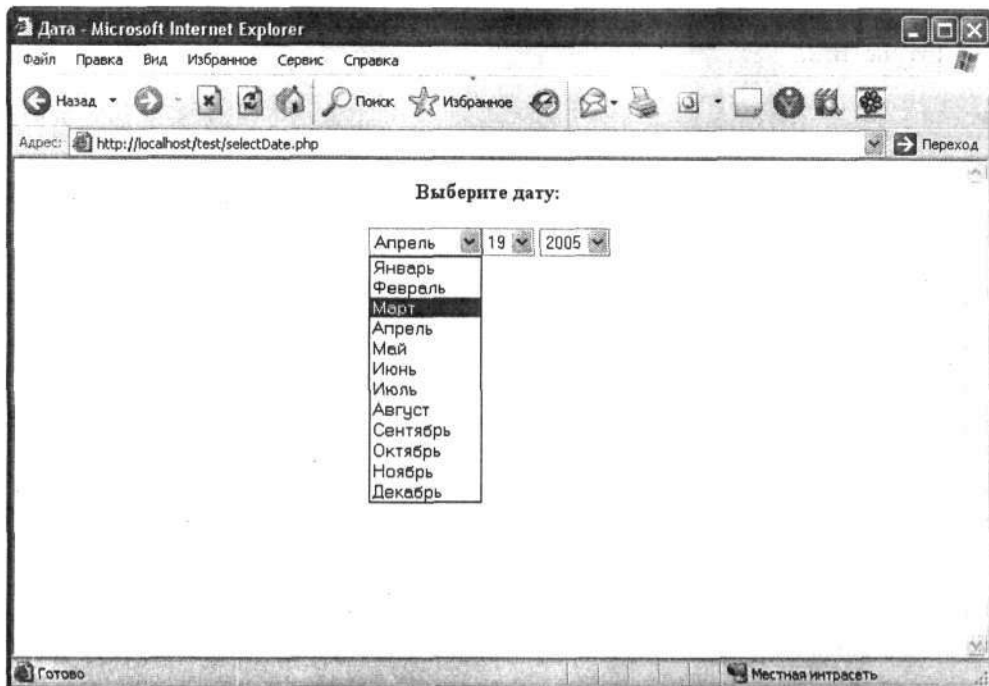 Дата - Microsoft Internet Explorer
Файл Правка Вид Избранное Сервис Справка
Назад Поиск Избранное
Адрес: http://localhost/test/selectDate.php Переход
Выберите дату:
Апрель 19 2005
Январь
Февраль
Март
Апрель
Май
Июнь
Июль
Август
Сентябрь
Октябрь
Ноябрь
Декабрь
Готово Местная интрасеть